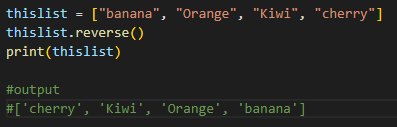 thislist = ["banana", "Orange", "Kiwi", "cherry"]
thislist.reverse()
print(thislist)
#output
#['cherry', 'Kiwi', 'Orange', 'banana']